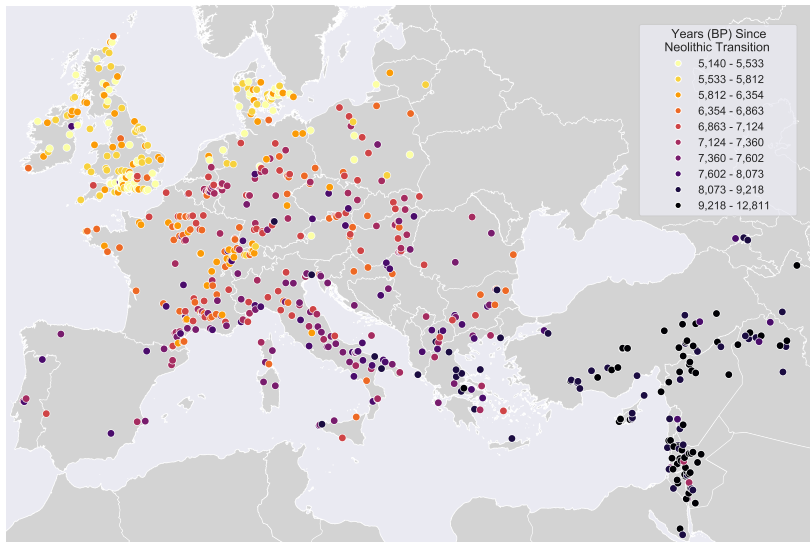 Years (BP) Since
Neolithic Transition
5,140 - 5,533
5,533 - 5,812
5,812 - 6,354
6,354 - 6,863
6,863 - 7,124
7,124 - 7,360
7,360 - 7,602
7,602 - 8,073
8,073 - 9,218
9,218 - 12,811